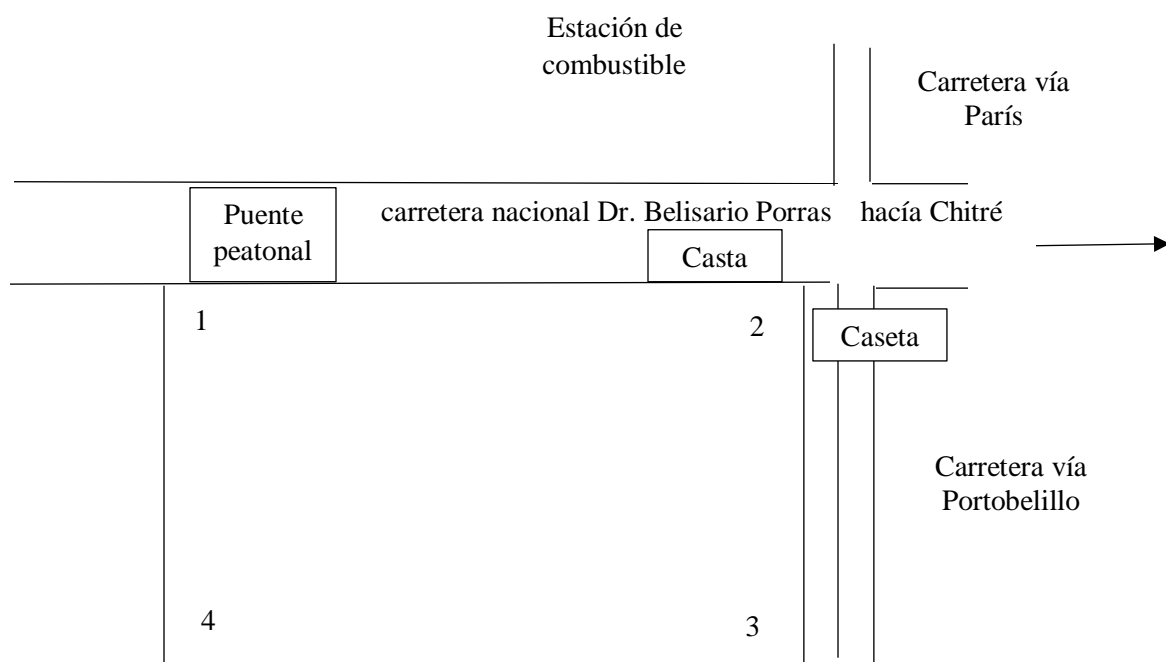 Estación de
combustible
Carretera vía
París
Puente
peatonal
carretera nacional Dr. Belisario Porras hacía Chitré
Casta
1
2
Caseta
Carretera vía
Portobelillo
4
3